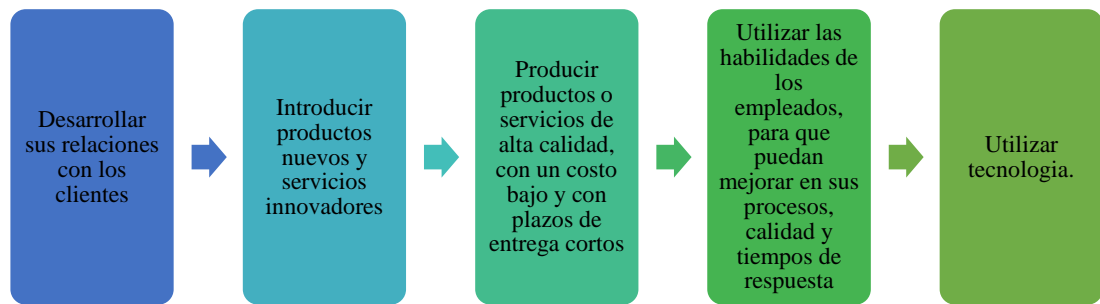 Desarrollar
sus relaciones
con los
clientes
Introducir
productos
nuevos y
servicios
innovadores
Producir
productos o
servicios de
alta calidad,
con un costo
bajo y con
plazos de
entrega cortos
Utilizar las
habilidades de
los
empleados,
para que
puedan
mejorar en sus
procesos,
calidad y
tiempos de
respuesta
Utilizar
tecnologia.